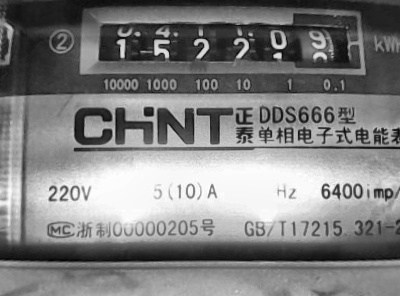 ② 1 5 2 2 0 9 kWh
10000 1000 100 10 1 0.1
CHNT 正泰 DDS666型
单相电子式电能表
220V 5(10)A Hz 6400imp/
MC 浙制00000205号 GB/T17215.321-2